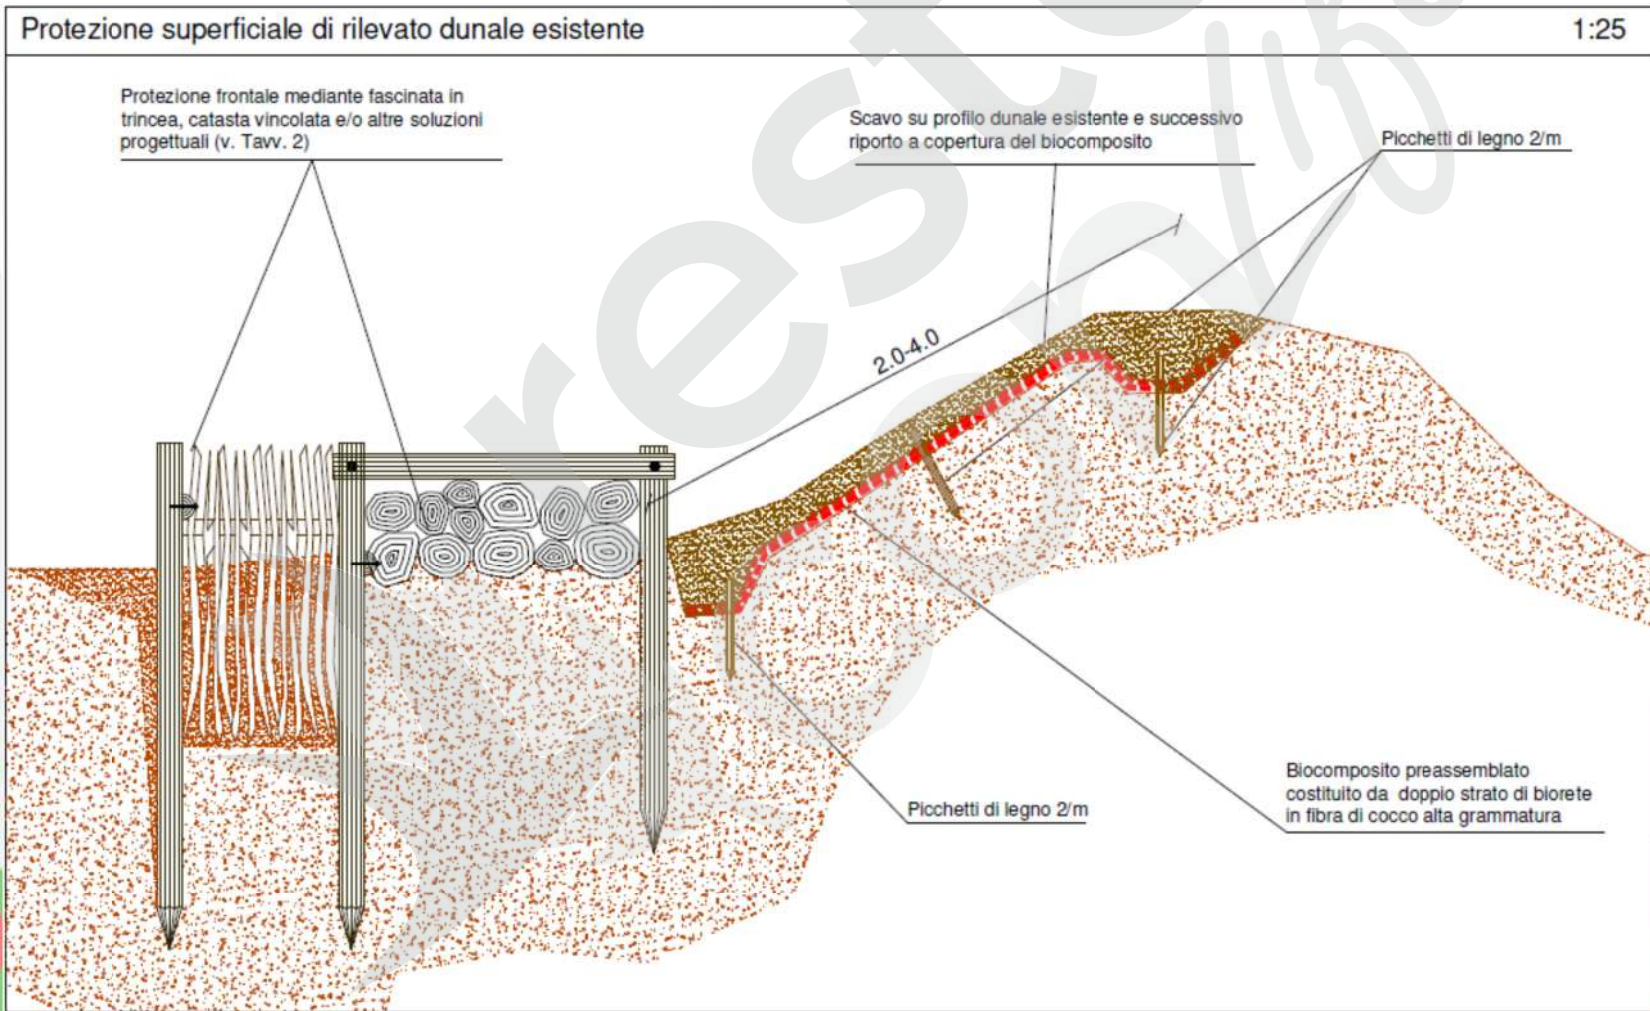 Protezione superficiale di rilevato dunale esistente
1:25
Protezione frontale mediante fascinata in
trincea, catasta vincolata e/o altre soluzioni
progettuali (v. Tavv. 2)
Scavo su profilo dunale esistente e successivo
riporto a copertura del biocomposito
Picchetti di legno 2/m
2.0-4.0
Picchetti di legno 2/m
Biocomposito preassemblato
costituito da doppio strato di biorete
in fibra di cocco alta grammatura